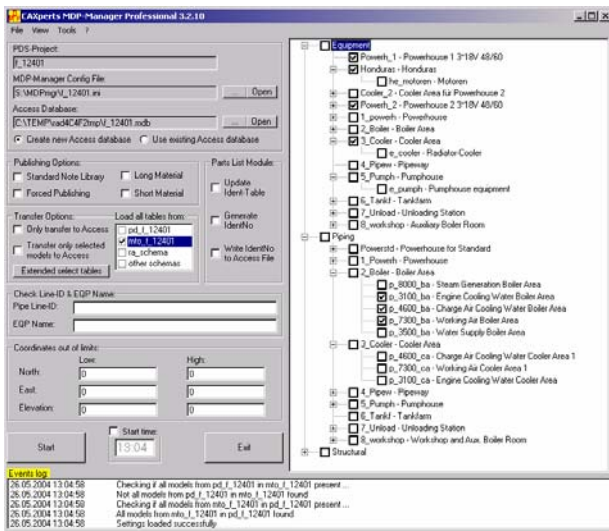 CAXperts MDP-Manager Professional 3.2.10
File View Tools ?
PDS-Project:
f_12401
MDP-Manager Config File:
S:\MDPmgr\f_12401.ini
... Open
Access Database:
C:\TEMP\rad4C4F2mp\f_12401.mdb
... Open
Create new Access database Use existing Access database
Publishing Options:
Standard Note Library Long Material
Forced Publishing Short Material
Parts List Module:
Update Ident-Table
Generate IdentNo
Write IdentNo to Access File
Transfer Options:
Only transfer to Access
Transfer only selected models to Access
Extended select tables
Load all tables from:
pd_f_12401
mto_f_12401
ra_schema
other schemas
Check Line-ID & EQP Name:
Pipe Line-ID:
EQP Name:
Coordinates out of limits:
Low: High:
North: 0 0
East: 0 0
Elevation: 0 0
Start
Start time:
13:04
Exit
Equipment
Powerh_1 - Powerhouse 1 3*18V 48/60
Honduras - Honduras
he_motoren - Motoren
Cooler_2 - Cooler Area für Powerhouse 2
Powerh_2 - Powerhouse 2 3*18V 48/60
1_powerh - Powerhouse
2_Boiler - Boiler Area
3_Cooler - Cooler Area
e_cooler - Radiator-Cooler
4_Pipew - Pipeway
5_Pumph - Pumphouse
e_pumph - Pumphouse equipment
6_Tankf - Tankfarm
7_Unload - Unloading Station
8_workshop - Auxiliary Boiler Room
Piping
Powerstd - Powerhouse for Standard
1_Powerh - Powerhouse
2_Boiler - Boiler Area
p_8000_ba - Steam Generation Boiler Area
p_3100_ba - Engine Cooling Water Boiler Area
p_4600_ba - Charge Air Cooling Water Boiler Area
p_7300_ba - Working Air Boiler Area
p_3500_ba - Water Supply Boiler Area
3_Cooler - Cooler Area
p_4600_ca - Charge Air Cooling Water Cooler Area 1
p_7300_ca - Working Air Cooler Area 1
p_3100_ca - Engine Cooling Water Cooler Area
4_Pipew - Pipeway
5_Pumph - Pumphouse
6_Tankf - Tankfarm
7_Unload - Unloading Station
8_workshop - Workshop and Aux. Boiler Room
Structural
Events log:
26.05.2004 13:04:58 Checking if all models from pd_f_12401 in mto_f_12401 present ...
26.05.2004 13:04:58 Not all models from pd_f_12401 in mto_f_12401 found
26.05.2004 13:04:58 Checking if all models from mto_f_12401 in pd_f_12401 present ...
26.05.2004 13:04:58 All models from mto_f_12401 in pd_f_12401 found
26.05.2004 13:04:58 Settings loaded successfully